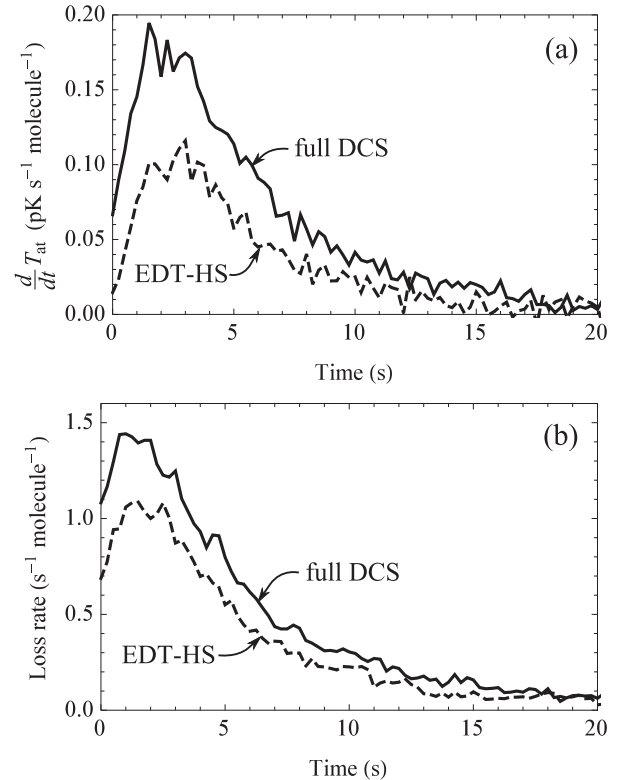 (a)
0.20
0.15
0.10
0.05
0.00
d/dt T_at (pK s⁻¹ molecule⁻¹)
full DCS
EDT-HS
0 5 10 15 20
Time (s)
(b)
1.5
1.0
0.5
0.0
Loss rate (s⁻¹ molecule⁻¹)
full DCS
EDT-HS
0 5 10 15 20
Time (s)